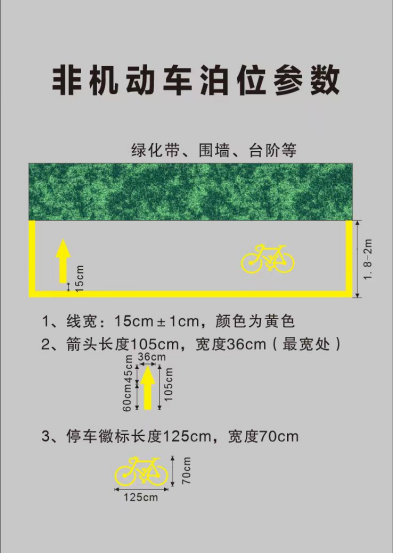 非机动车泊位参数
绿化带、围墙、台阶等
15cm
1.8-2m
1、线宽：15cm±1cm，颜色为黄色
2、箭头长度105cm，宽度36cm（最宽处）
36cm
60cm45cm
105cm
3、停车徽标长度125cm，宽度70cm
70cm
125cm